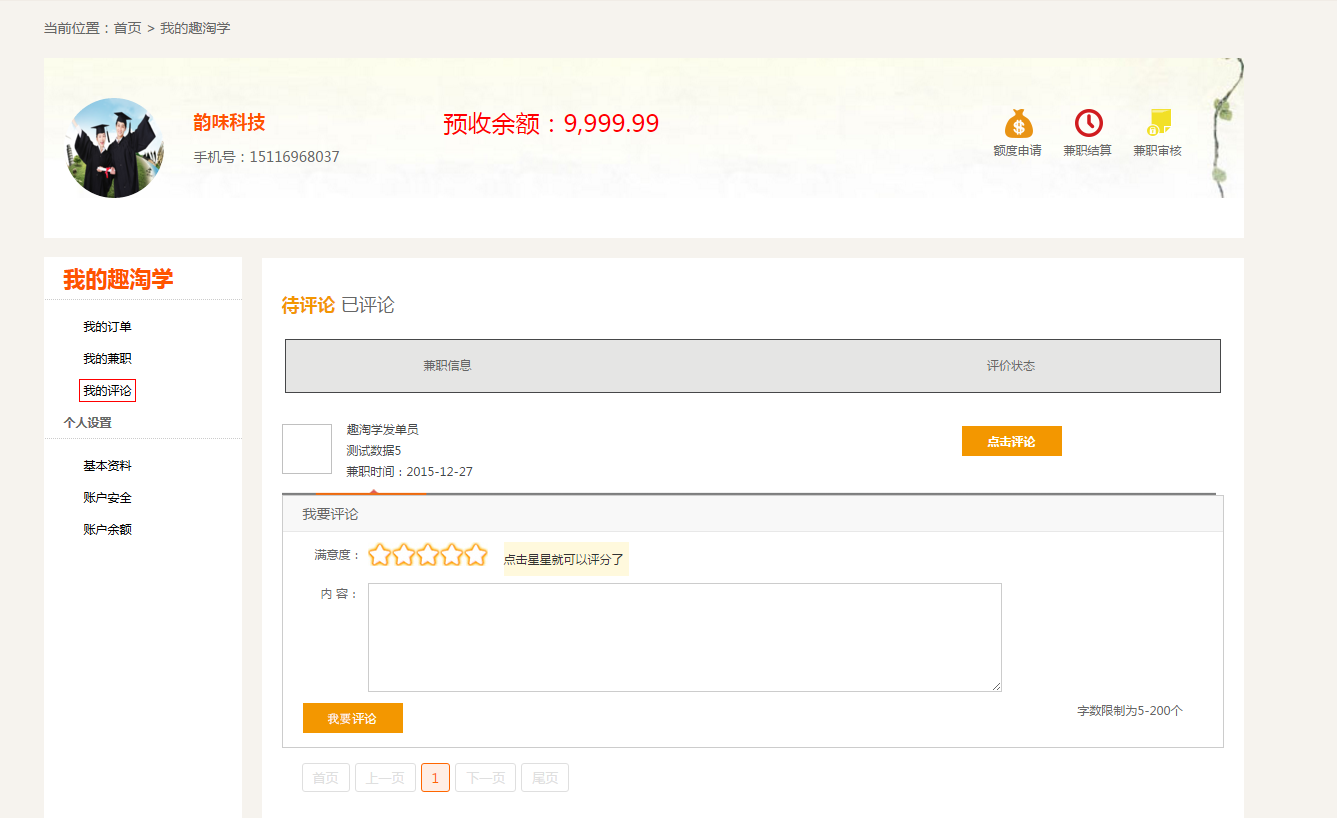 当前位置：首页 > 我的趣淘学
韵味科技
手机号：15116968037
预收余额：9,999.99
额度申请 兼职结算 兼职审核
我的趣淘学
我的订单
我的兼职
我的评论
个人设置
基本资料
账户安全
账户余额
待评论 已评论
兼职信息 评价状态
趣淘学发单员
测试数据5
兼职时间：2015-12-27
点击评论
我要评论
满意度： 点击星星就可以评分了
内 容：
我要评论
字数限制为5-200个
首页 上一页 1 下一页 尾页